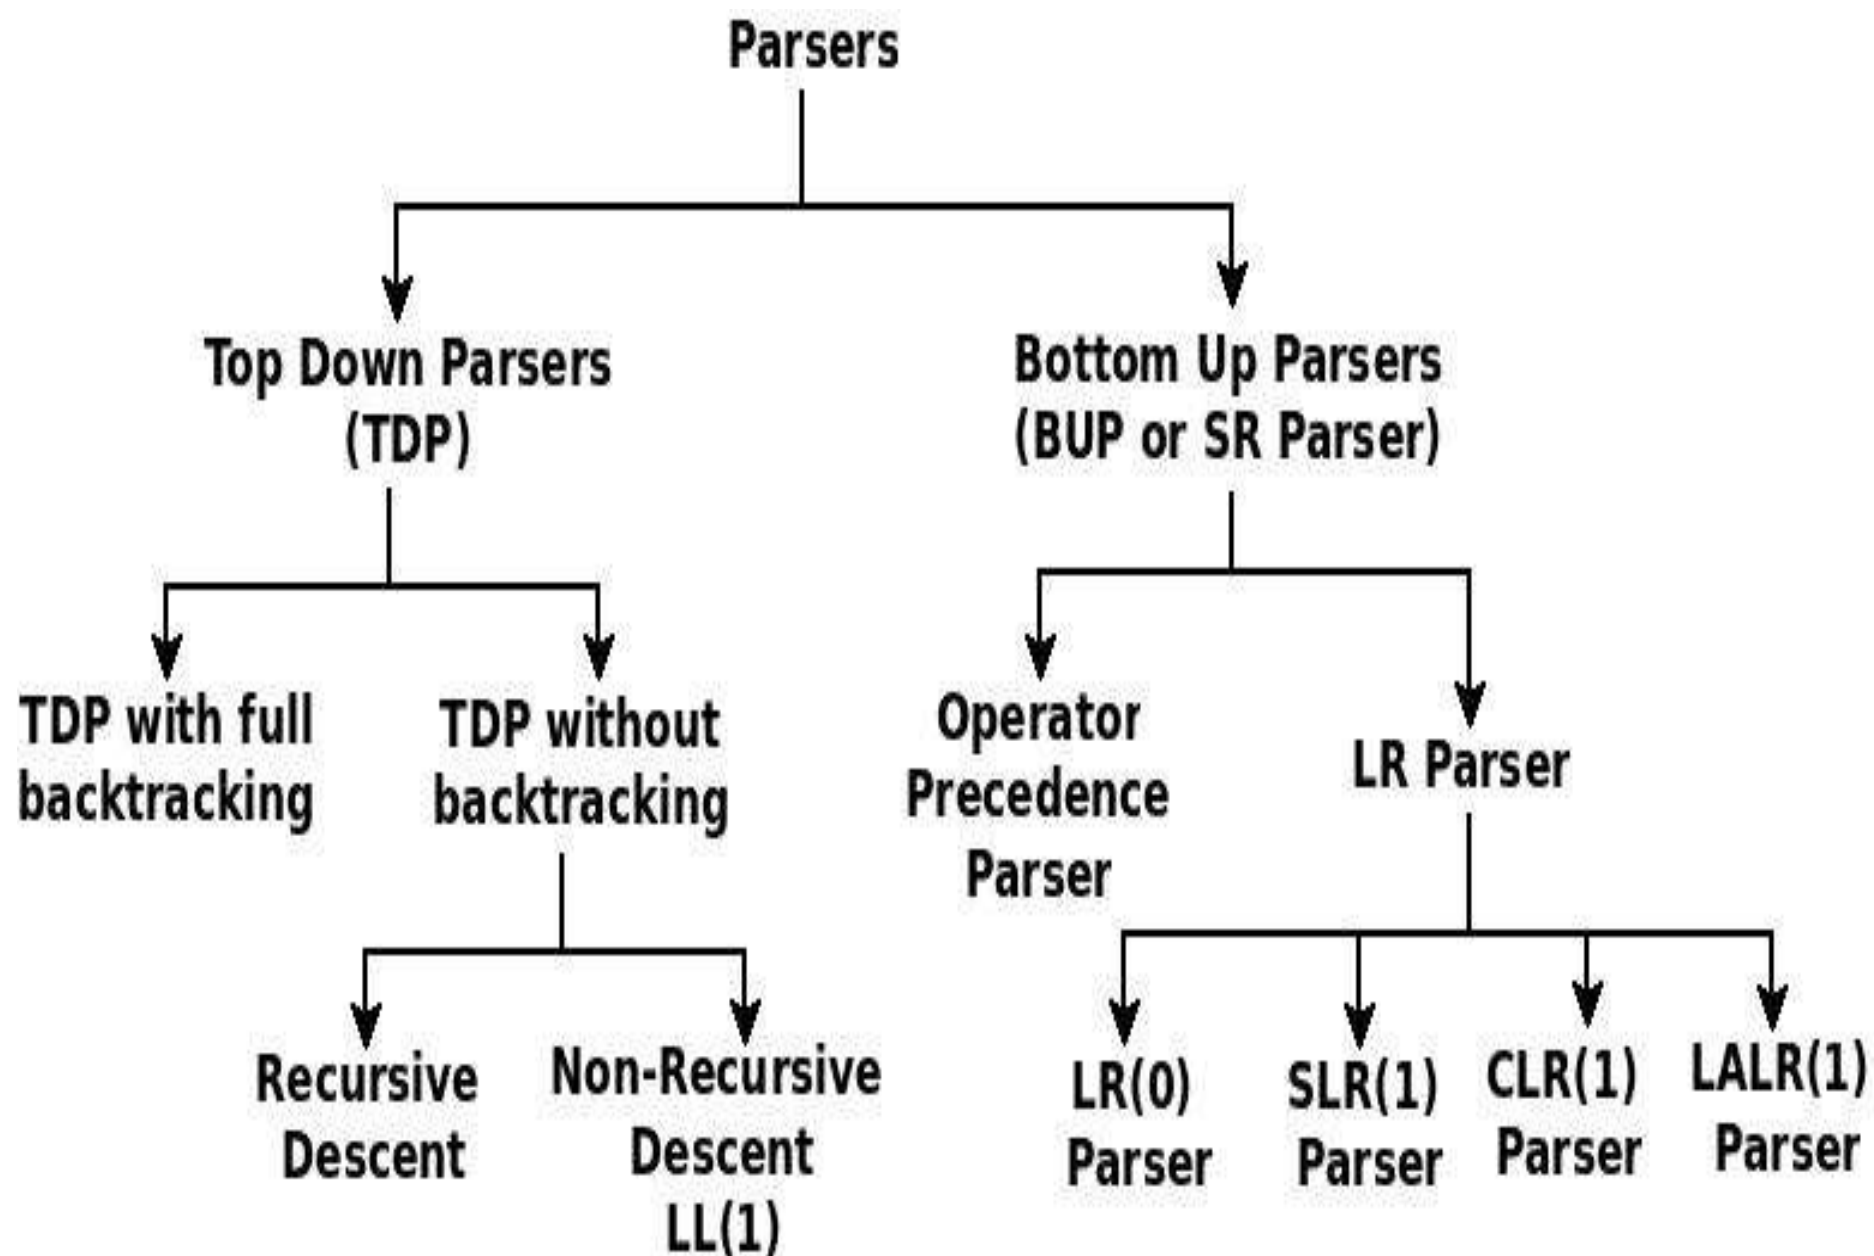 Parsers
Top Down Parsers
(TDP)
Bottom Up Parsers
(BUP or SR Parser)
TDP with full
backtracking
TDP without
backtracking
Operator
Precedence
Parser
LR Parser
Recursive
Descent
Non-Recursive
Descent
LL(1)
LR(0)
Parser
SLR(1)
Parser
CLR(1)
Parser
LALR(1)
Parser